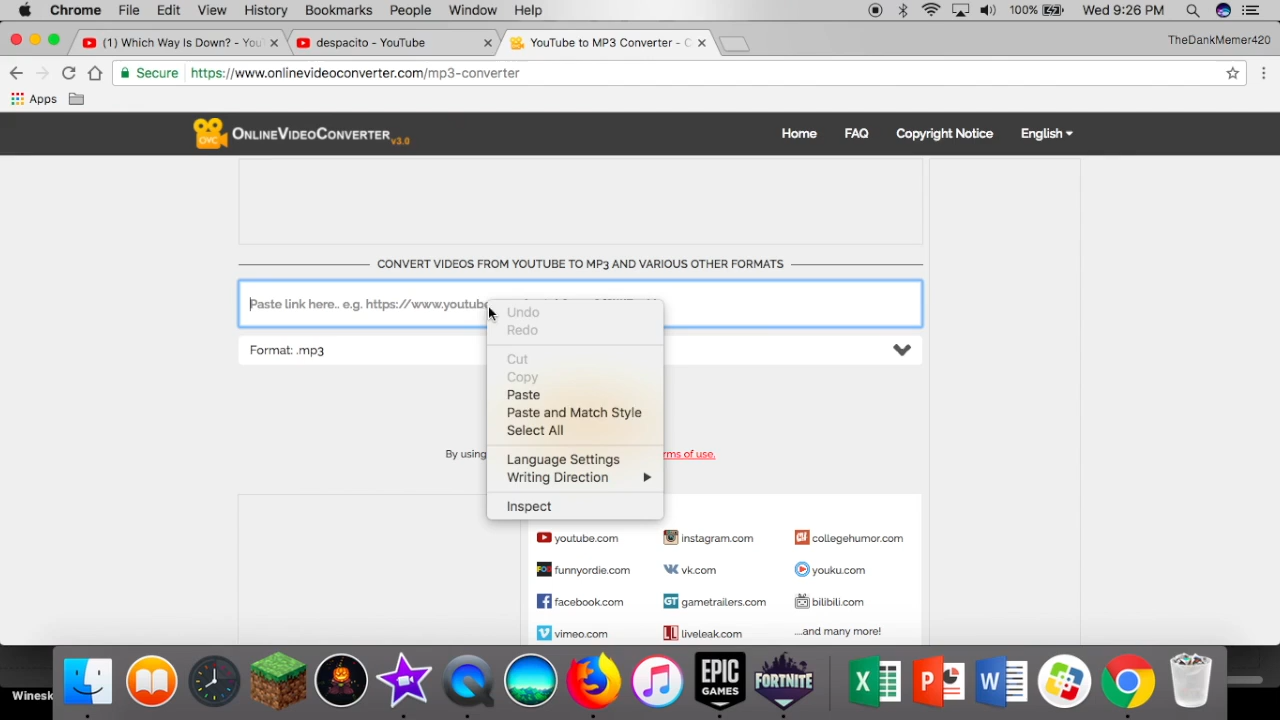 Chrome File Edit View History Bookmarks People Window Help 100% Wed 9:26 PM
(1) Which Way Is Down? - You despacito - YouTube YouTube to MP3 Converter - TheDankMemer420
Secure https://www.onlinevideoconverter.com/mp3-converter
Apps
OVC ONLINEVIDEOCONVERTER v3.0 Home FAQ Copyright Notice English
CONVERT VIDEOS FROM YOUTUBE TO MP3 AND VARIOUS OTHER FORMATS
Paste link here.. e.g. https://www.youtube
Format: .mp3
Undo
Redo
Cut
Copy
Paste
Paste and Match Style
Select All
Language Settings
Writing Direction
Inspect
By using rms of use.
youtube.com instagram.com collegehumor.com
funnyordie.com vk.com youku.com
facebook.com gametrailers.com bilibili.com
vimeo.com liveleak.com ....and many more!
Winesk
EPIC GAMES FORTNITE